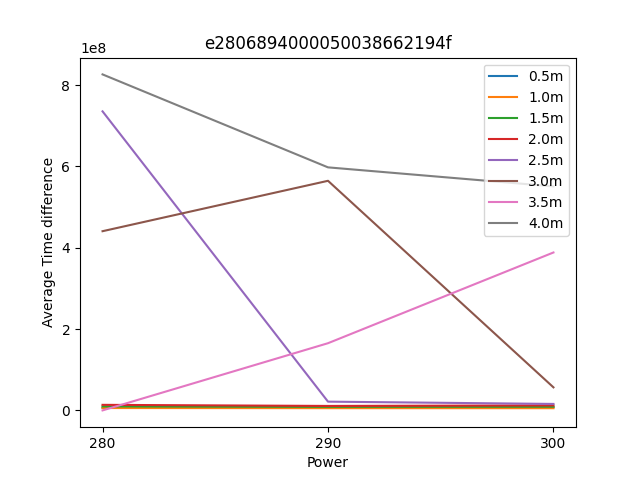 e2806894000050038662194f
1e8
8
6
4
2
0
280
290
300
Power
Average Time difference
0.5m
1.0m
1.5m
2.0m
2.5m
3.0m
3.5m
4.0m